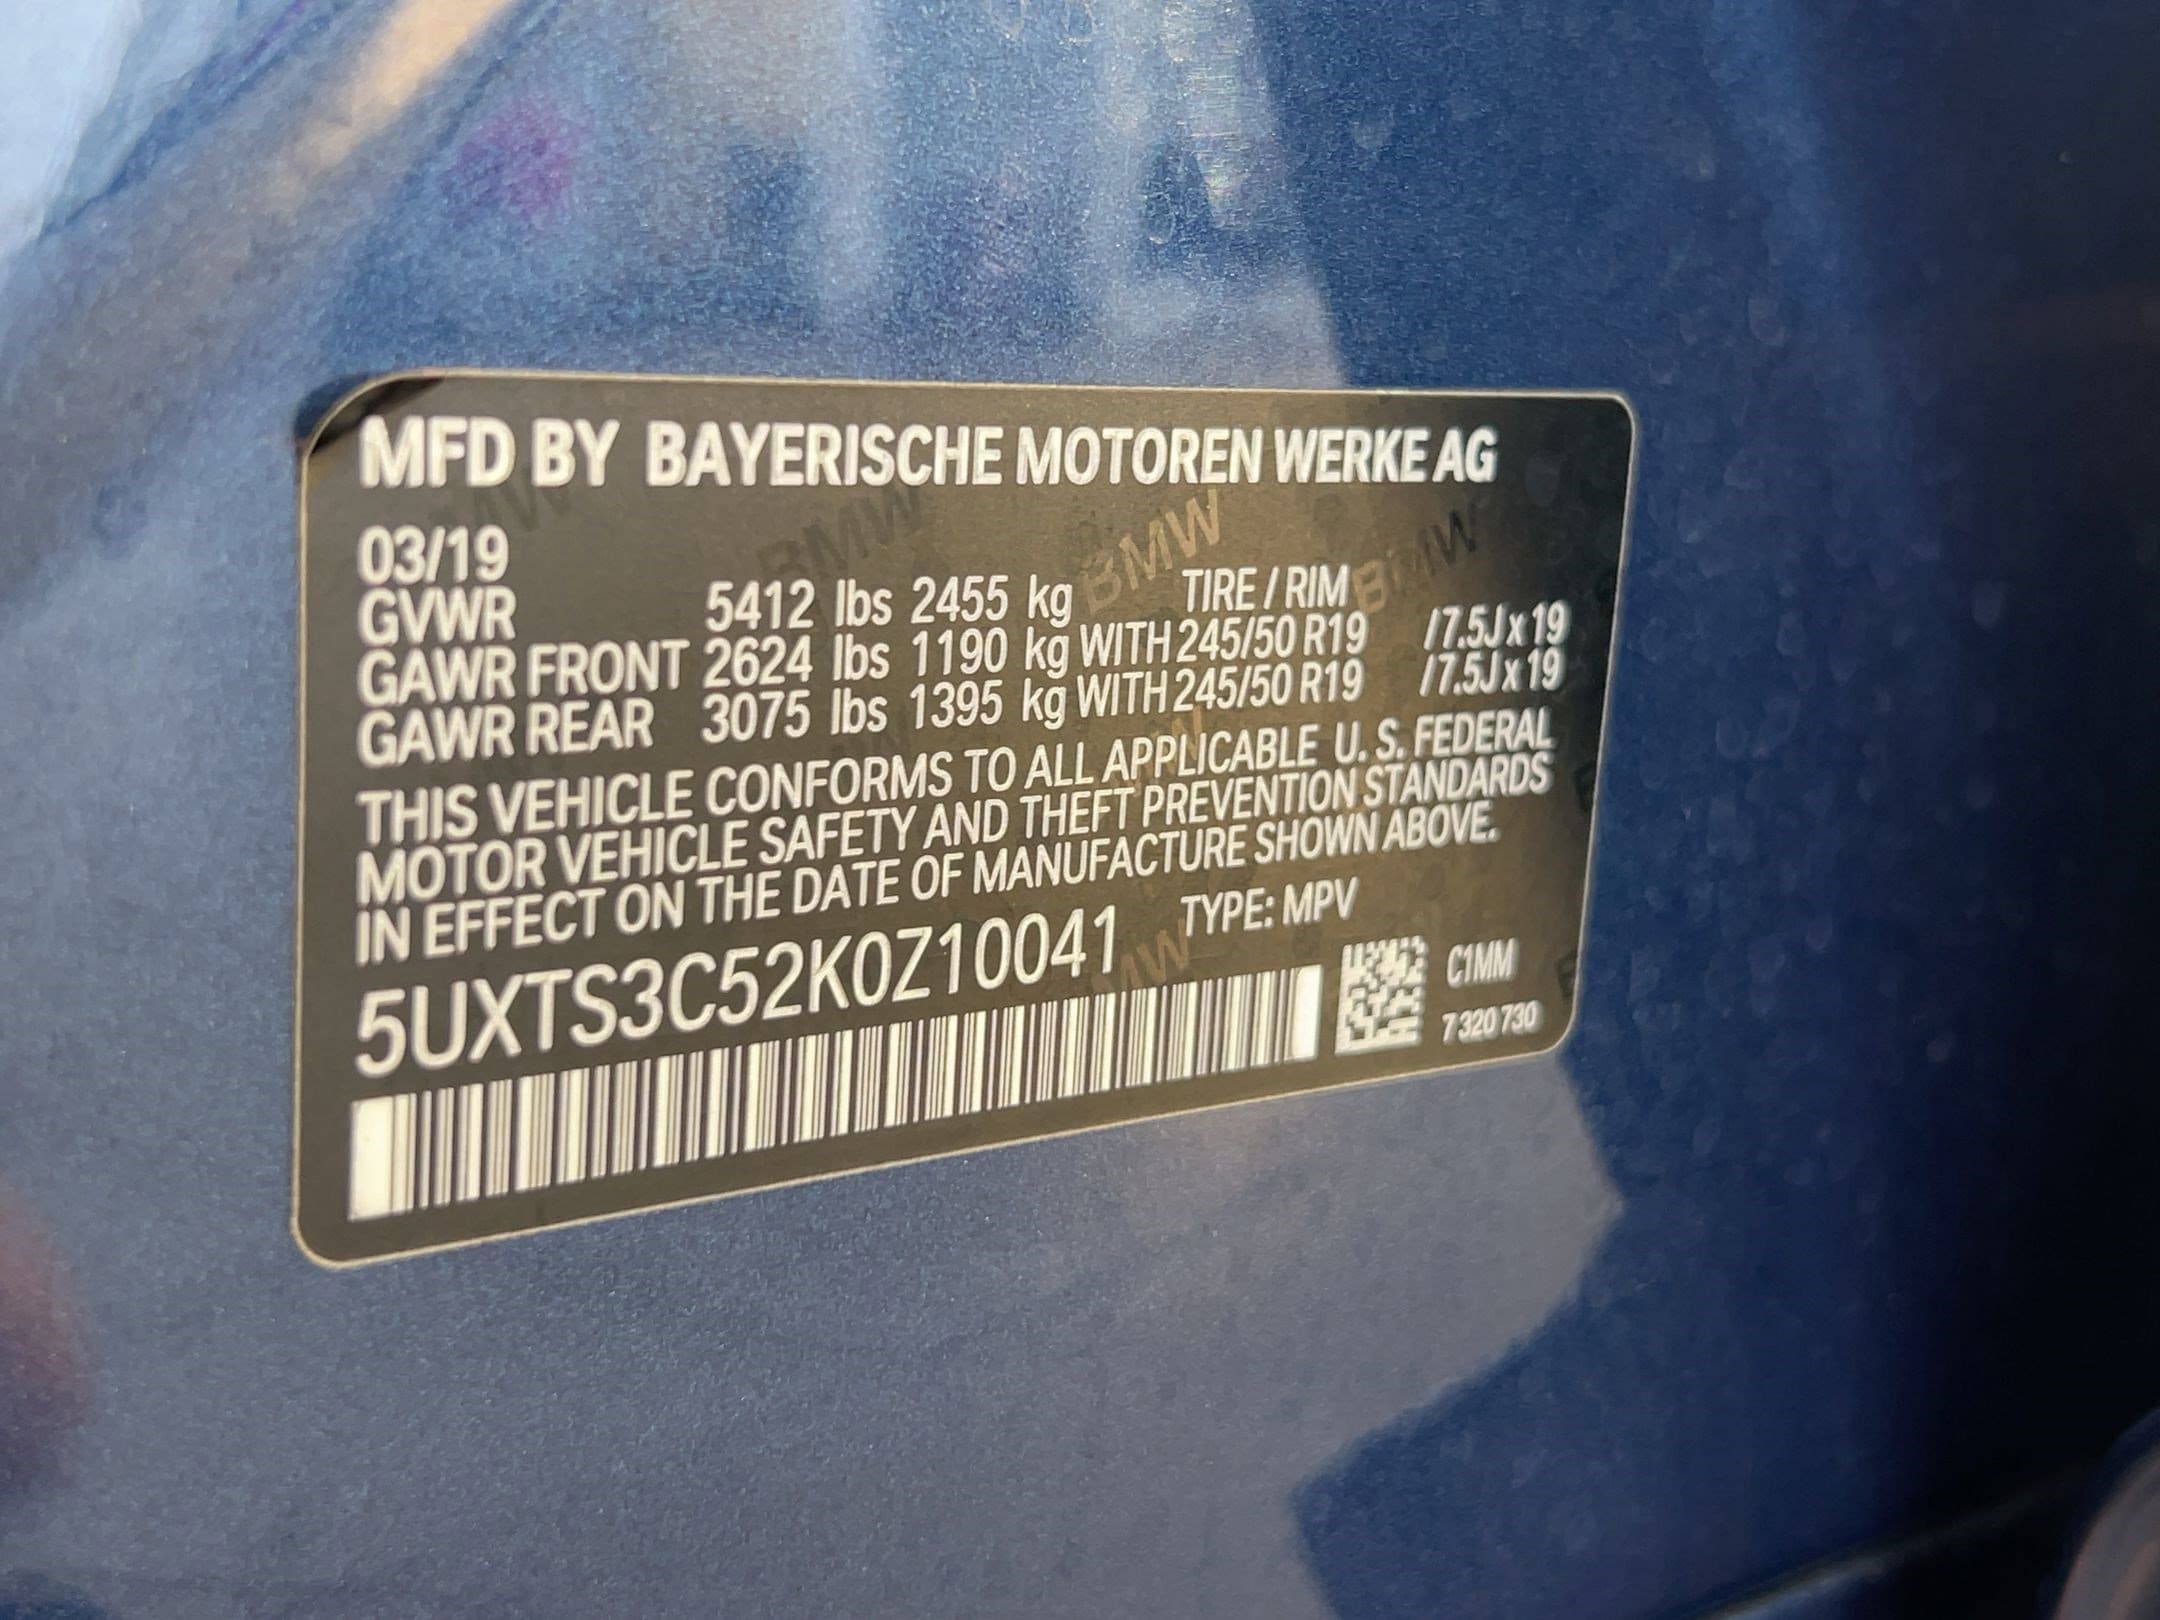 MFD BY BAYERISCHE MOTOREN WERKE AG
03/19
GVWR 5412 lbs 2455 kg TIRE / RIM
GAWR FRONT 2624 lbs 1190 kg WITH 245/50 R19 /7.5J x 19
GAWR REAR 3075 lbs 1395 kg WITH 245/50 R19 /7.5J x 19
THIS VEHICLE CONFORMS TO ALL APPLICABLE U. S. FEDERAL
MOTOR VEHICLE SAFETY AND THEFT PREVENTION STANDARDS
IN EFFECT ON THE DATE OF MANUFACTURE SHOWN ABOVE.
5UXTS3C52K0Z10041 TYPE: MPV
C1MM
7 320 730
BMW
BMW
BMW